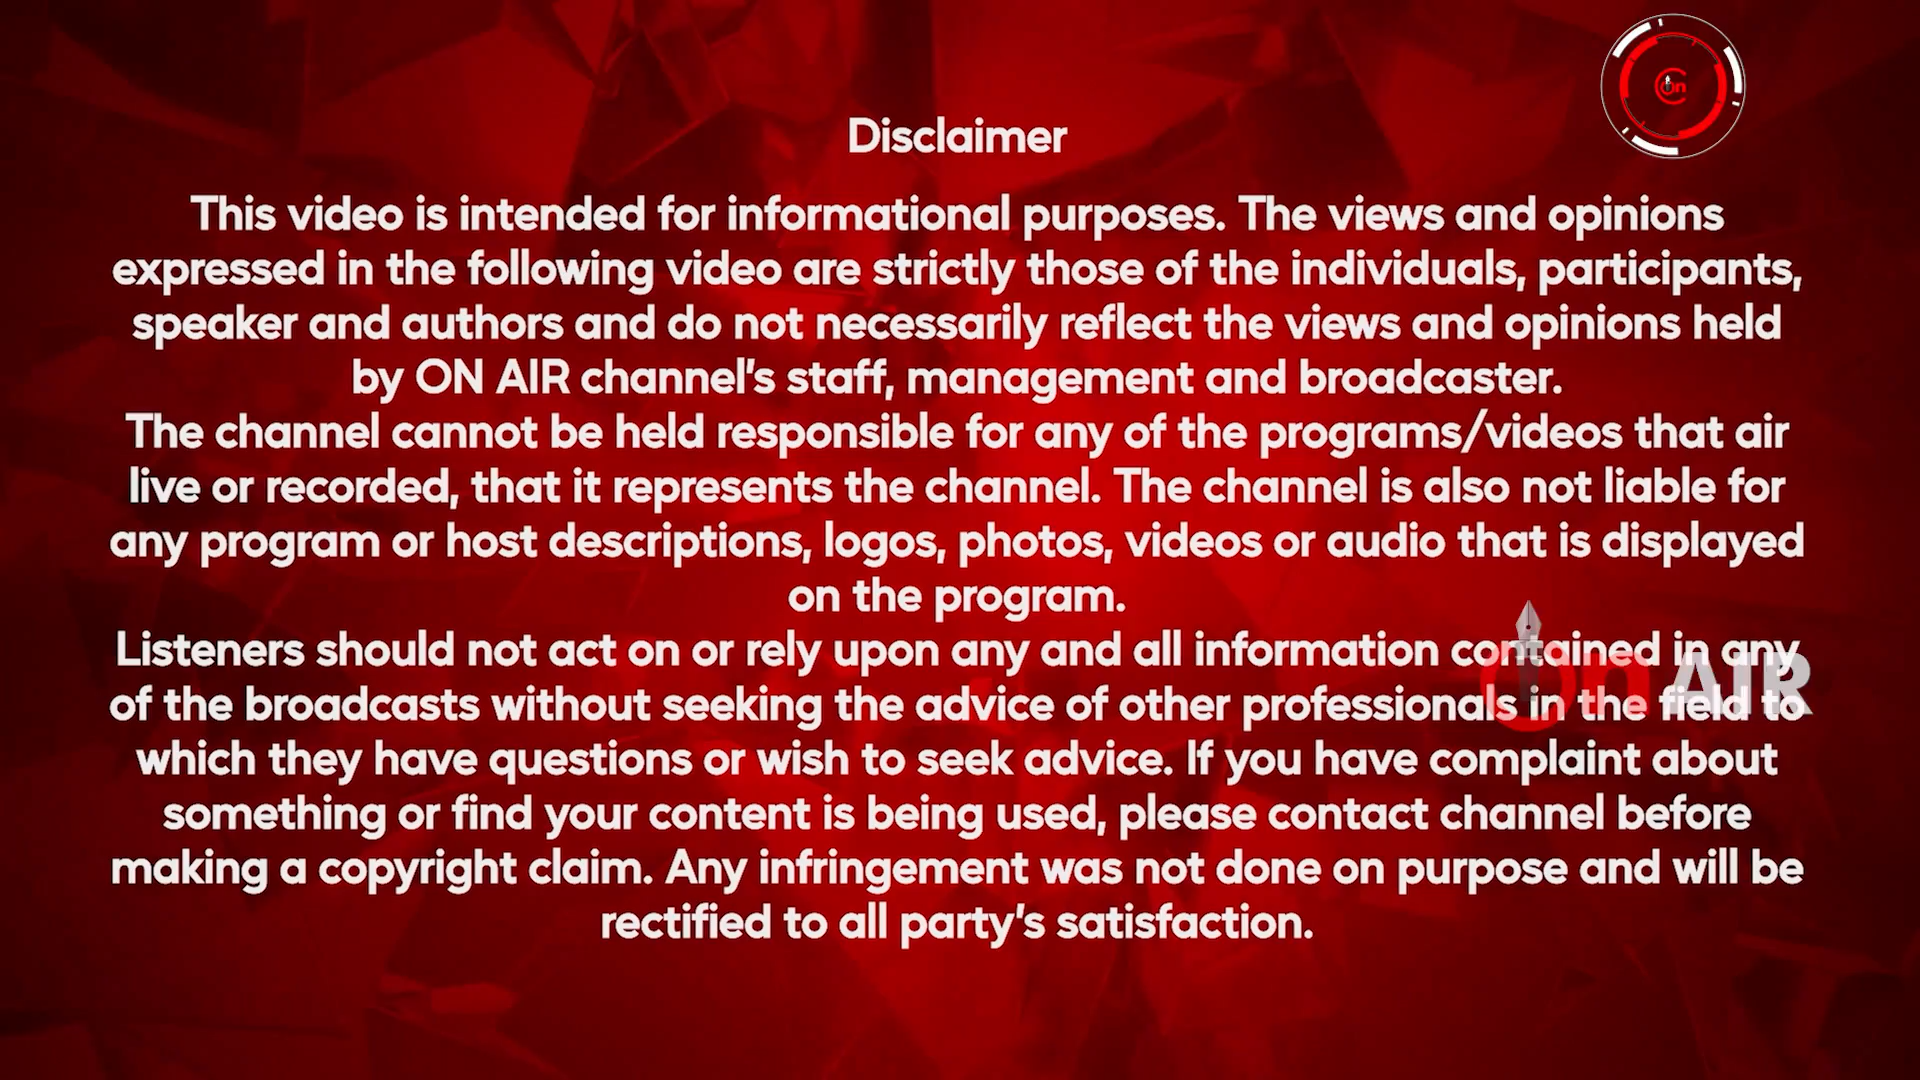 On
Disclaimer
This video is intended for informational purposes. The views and opinions
expressed in the following video are strictly those of the individuals, participants,
speaker and authors and do not necessarily reflect the views and opinions held
by ON AIR channel's staff, management and broadcaster.
The channel cannot be held responsible for any of the programs/videos that air
live or recorded, that it represents the channel. The channel is also not liable for
any program or host descriptions, logos, photos, videos or audio that is displayed
on the program.
Listeners should not act on or rely upon any and all information contained in any
of the broadcasts without seeking the advice of other professionals in the field to
On AIR
which they have questions or wish to seek advice. If you have complaint about
something or find your content is being used, please contact channel before
making a copyright claim. Any infringement was not done on purpose and will be
rectified to all party's satisfaction.